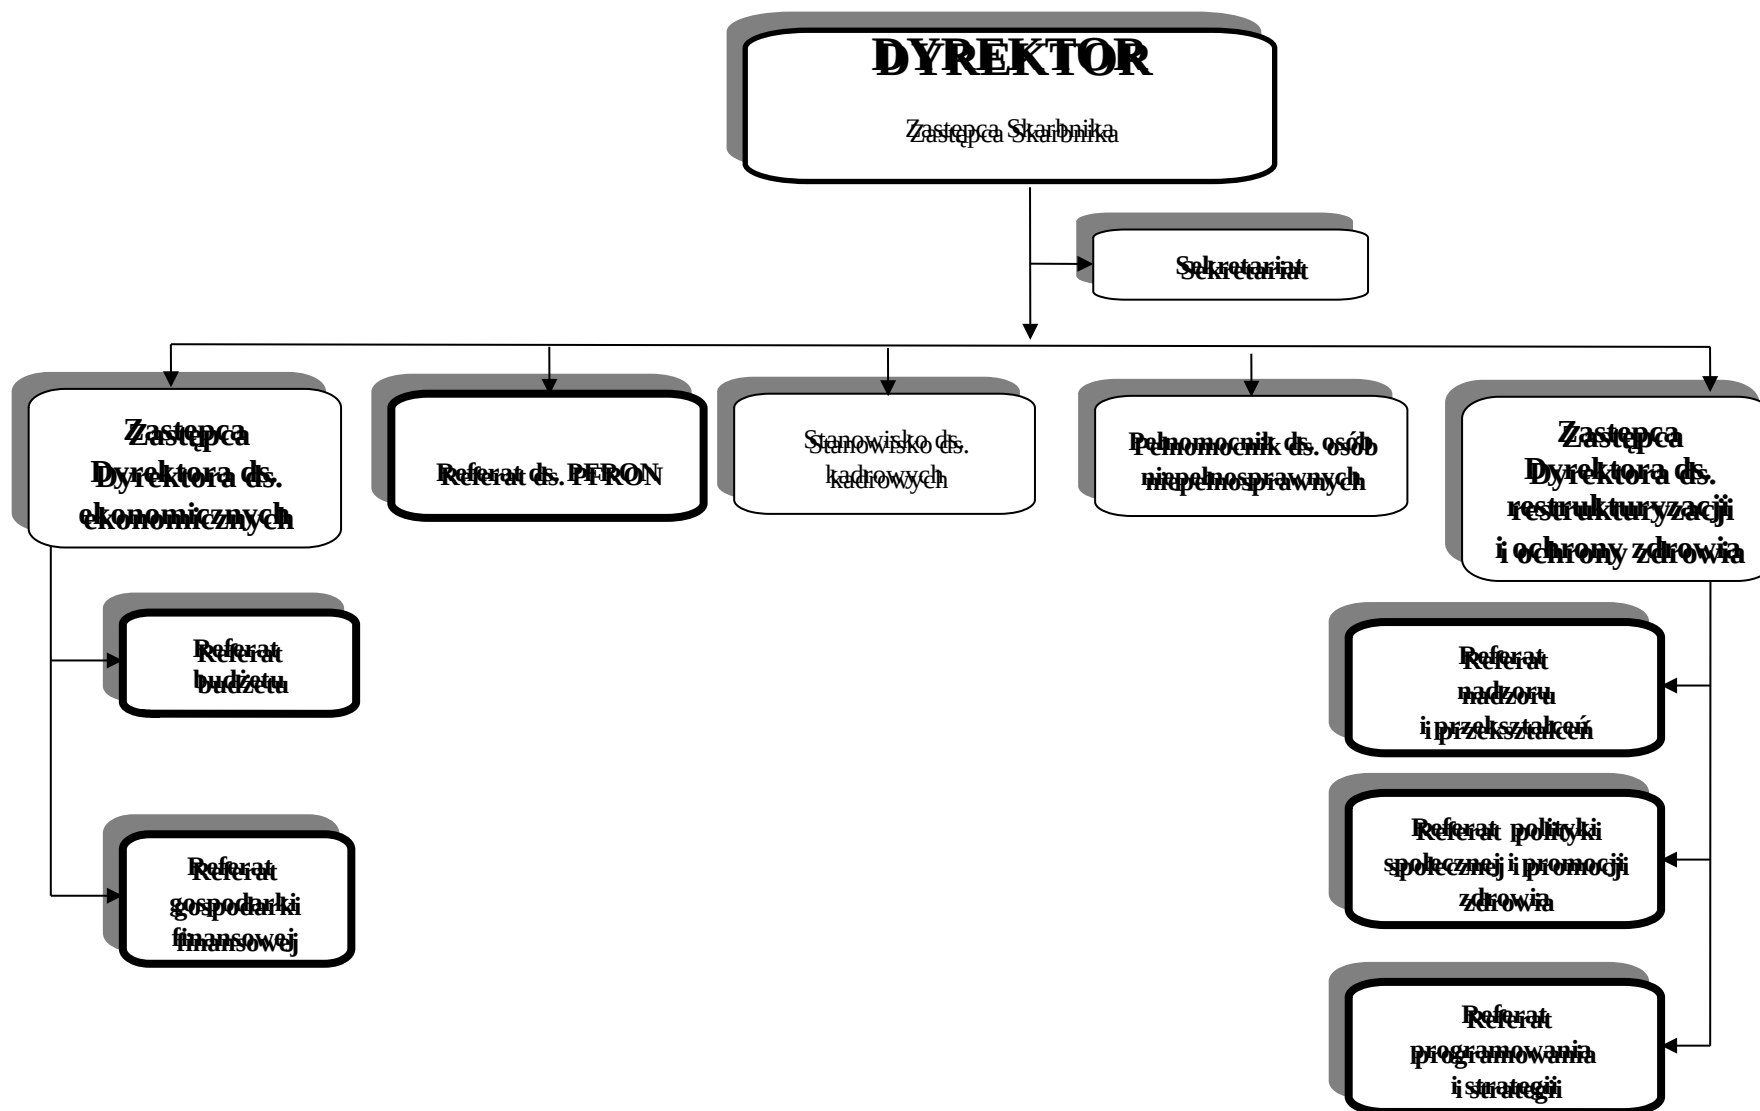 DYREKTOR
Zastępca Skarbnika
Sekretariat
Zastępca
Dyrektora ds.
ekonomicznych
Referat ds. PFRON
Stanowisko ds.
kadrowych
Pełnomocnik ds. osób
niepełnosprawnych
Zastępca
Dyrektora ds.
restrukturyzacji
i ochrony zdrowia
Referat
budżetu
Referat
gospodarki
finansowej
Referat
nadzoru
i przekształceń
Referat polityki
społecznej i promocji
zdrowia
Referat
programowania
i strategii